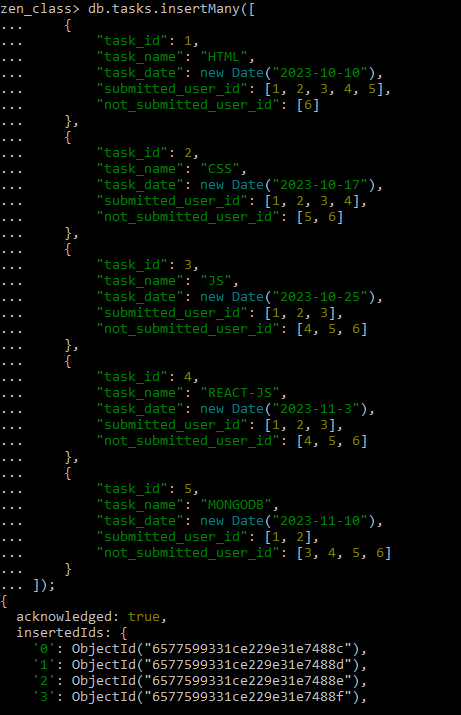 zen_class> db.tasks.insertMany([
...     {
...         "task_id": 1,
...         "task_name": "HTML",
...         "task_date": new Date("2023-10-10"),
...         "submitted_user_id": [1, 2, 3, 4, 5],
...         "not_submitted_user_id": [6]
...     },
...     {
...         "task_id": 2,
...         "task_name": "CSS",
...         "task_date": new Date("2023-10-17"),
...         "submitted_user_id": [1, 2, 3, 4],
...         "not_submitted_user_id": [5, 6]
...     },
...     {
...         "task_id": 3,
...         "task_name": "JS",
...         "task_date": new Date("2023-10-25"),
...         "submitted_user_id": [1, 2, 3],
...         "not_submitted_user_id": [4, 5, 6]
...     },
...     {
...         "task_id": 4,
...         "task_name": "REACT-JS",
...         "task_date": new Date("2023-11-3"),
...         "submitted_user_id": [1, 2, 3],
...         "not_submitted_user_id": [4, 5, 6]
...     },
...     {
...         "task_id": 5,
...         "task_name": "MONGODB",
...         "task_date": new Date("2023-11-10"),
...         "submitted_user_id": [1, 2],
...         "not_submitted_user_id": [3, 4, 5, 6]
...     }
... ]);
{
  acknowledged: true,
  insertedIds: {
    '0': ObjectId("6577599331ce229e31e7488c"),
    '1': ObjectId("6577599331ce229e31e7488d"),
    '2': ObjectId("6577599331ce229e31e7488e"),
    '3': ObjectId("6577599331ce229e31e7488f"),